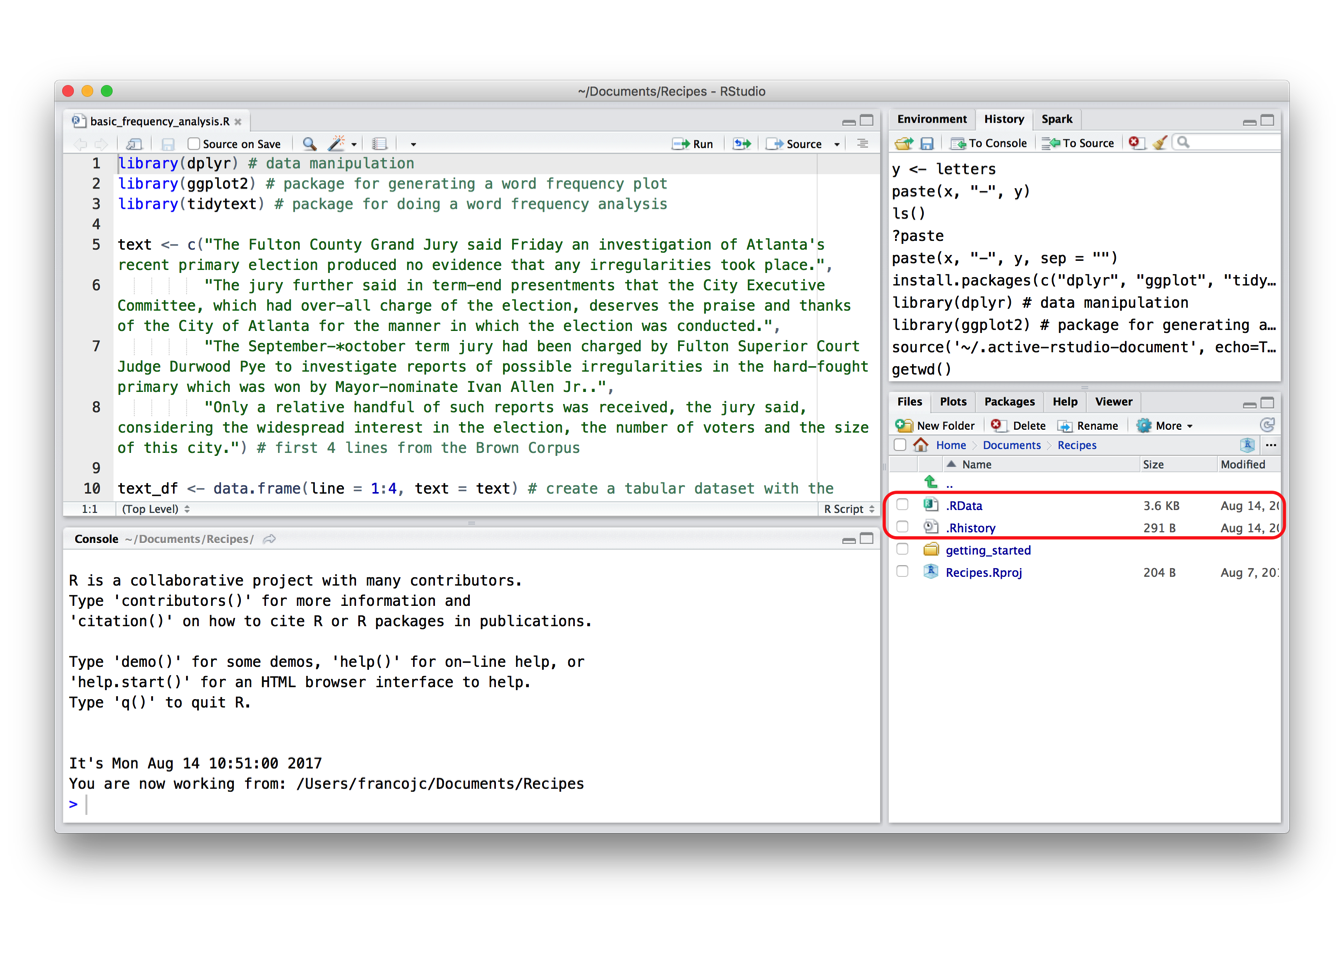 ~/Documents/Recipes - RStudio
basic_frequency_analysis.R
Source on Save
Run
Source
1 library(dplyr) # data manipulation
2 library(ggplot2) # package for generating a word frequency plot
3 library(tidytext) # package for doing a word frequency analysis
4
5 text <- c("The Fulton County Grand Jury said Friday an investigation of Atlanta's
recent primary election produced no evidence that any irregularities took place.",
6 "The jury further said in term-end presentments that the City Executive
Committee, which had over-all charge of the election, deserves the praise and thanks
of the City of Atlanta for the manner in which the election was conducted.",
7 "The September-*october term jury had been charged by Fulton Superior Court
Judge Durwood Pye to investigate reports of possible irregularities in the hard-fought
primary which was won by Mayor-nominate Ivan Allen Jr..",
8 "Only a relative handful of such reports was received, the jury said,
considering the widespread interest in the election, the number of voters and the size
of this city.") # first 4 lines from the Brown Corpus
9
10 text_df <- data.frame(line = 1:4, text = text) # create a tabular dataset with the
1:1 (Top Level) R Script
Console ~/Documents/Recipes/
R is a collaborative project with many contributors.
Type 'contributors()' for more information and
'citation()' on how to cite R or R packages in publications.
Type 'demo()' for some demos, 'help()' for on-line help, or
'help.start()' for an HTML browser interface to help.
Type 'q()' to quit R.
It's Mon Aug 14 10:51:00 2017
You are now working from: /Users/francojc/Documents/Recipes
>
Environment History Spark
To Console To Source
y <- letters
paste(x, "-", y)
ls()
?paste
paste(x, "-", y, sep = "")
install.packages(c("dplyr", "ggplot", "tidy…
library(dplyr) # data manipulation
library(ggplot2) # package for generating a…
source('~/.active-rstudio-document', echo=T…
getwd()
Files Plots Packages Help Viewer
New Folder Delete Rename More
Home Documents Recipes ...
Name Size Modified
..
.RData 3.6 KB Aug 14, 20
.Rhistory 291 B Aug 14, 20
getting_started
Recipes.Rproj 204 B Aug 7, 201